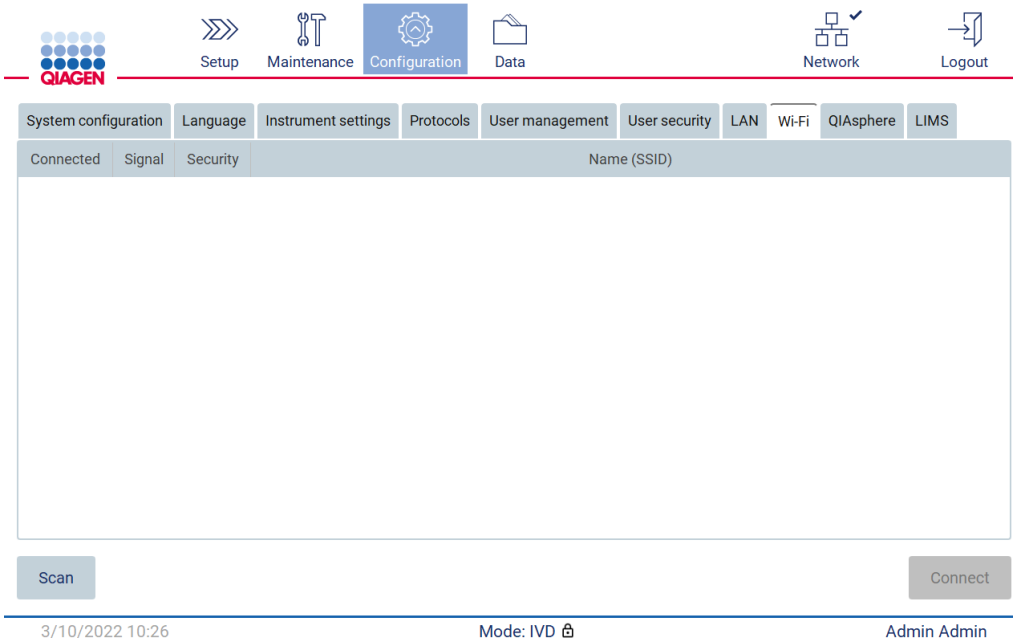 QIAGEN
Setup Maintenance Configuration Data Network Logout
System configuration Language Instrument settings Protocols User management User security LAN Wi-Fi QIAsphere LIMS
Connected Signal Security Name (SSID)
Scan Connect
3/10/2022 10:26 Mode: IVD Admin Admin